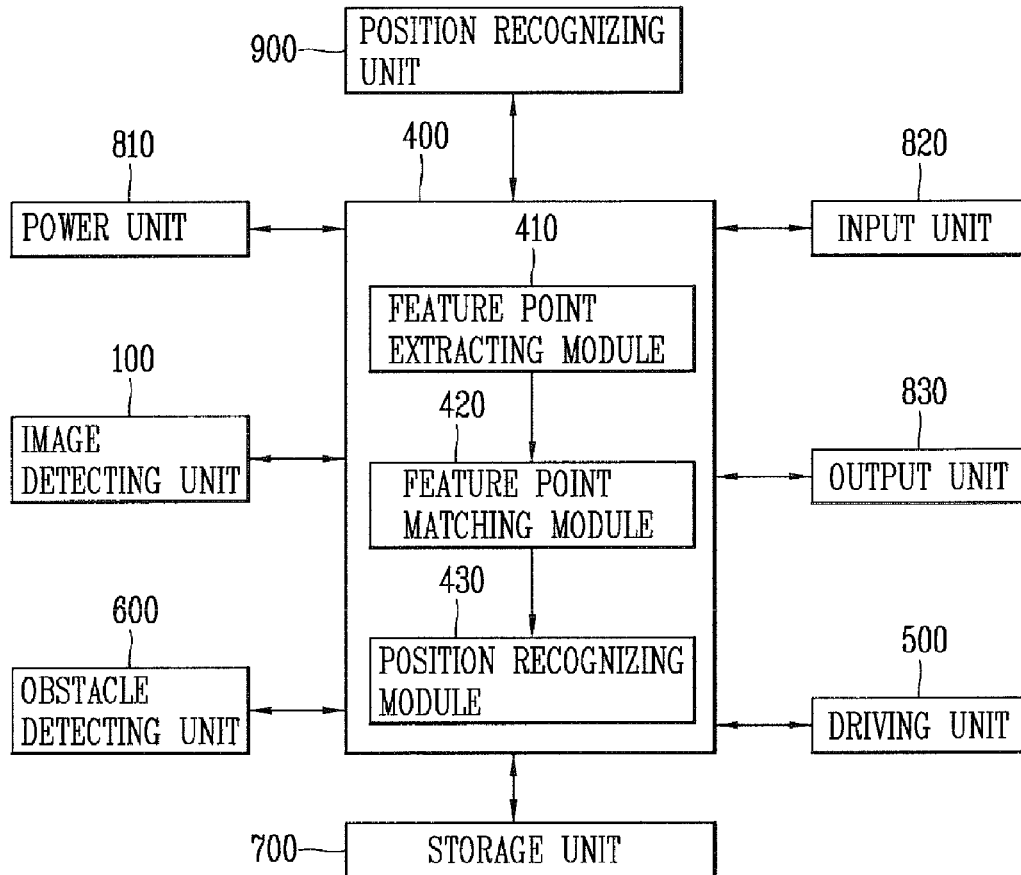 900
POSITION RECOGNIZING
UNIT
810
400
820
POWER UNIT
410
INPUT UNIT
FEATURE POINT
EXTRACTING MODULE
100
420
830
IMAGE
DETECTING UNIT
FEATURE POINT
MATCHING MODULE
OUTPUT UNIT
430
600
500
OBSTACLE
DETECTING UNIT
POSITION RECOGNIZING
MODULE
DRIVING UNIT
700
STORAGE UNIT